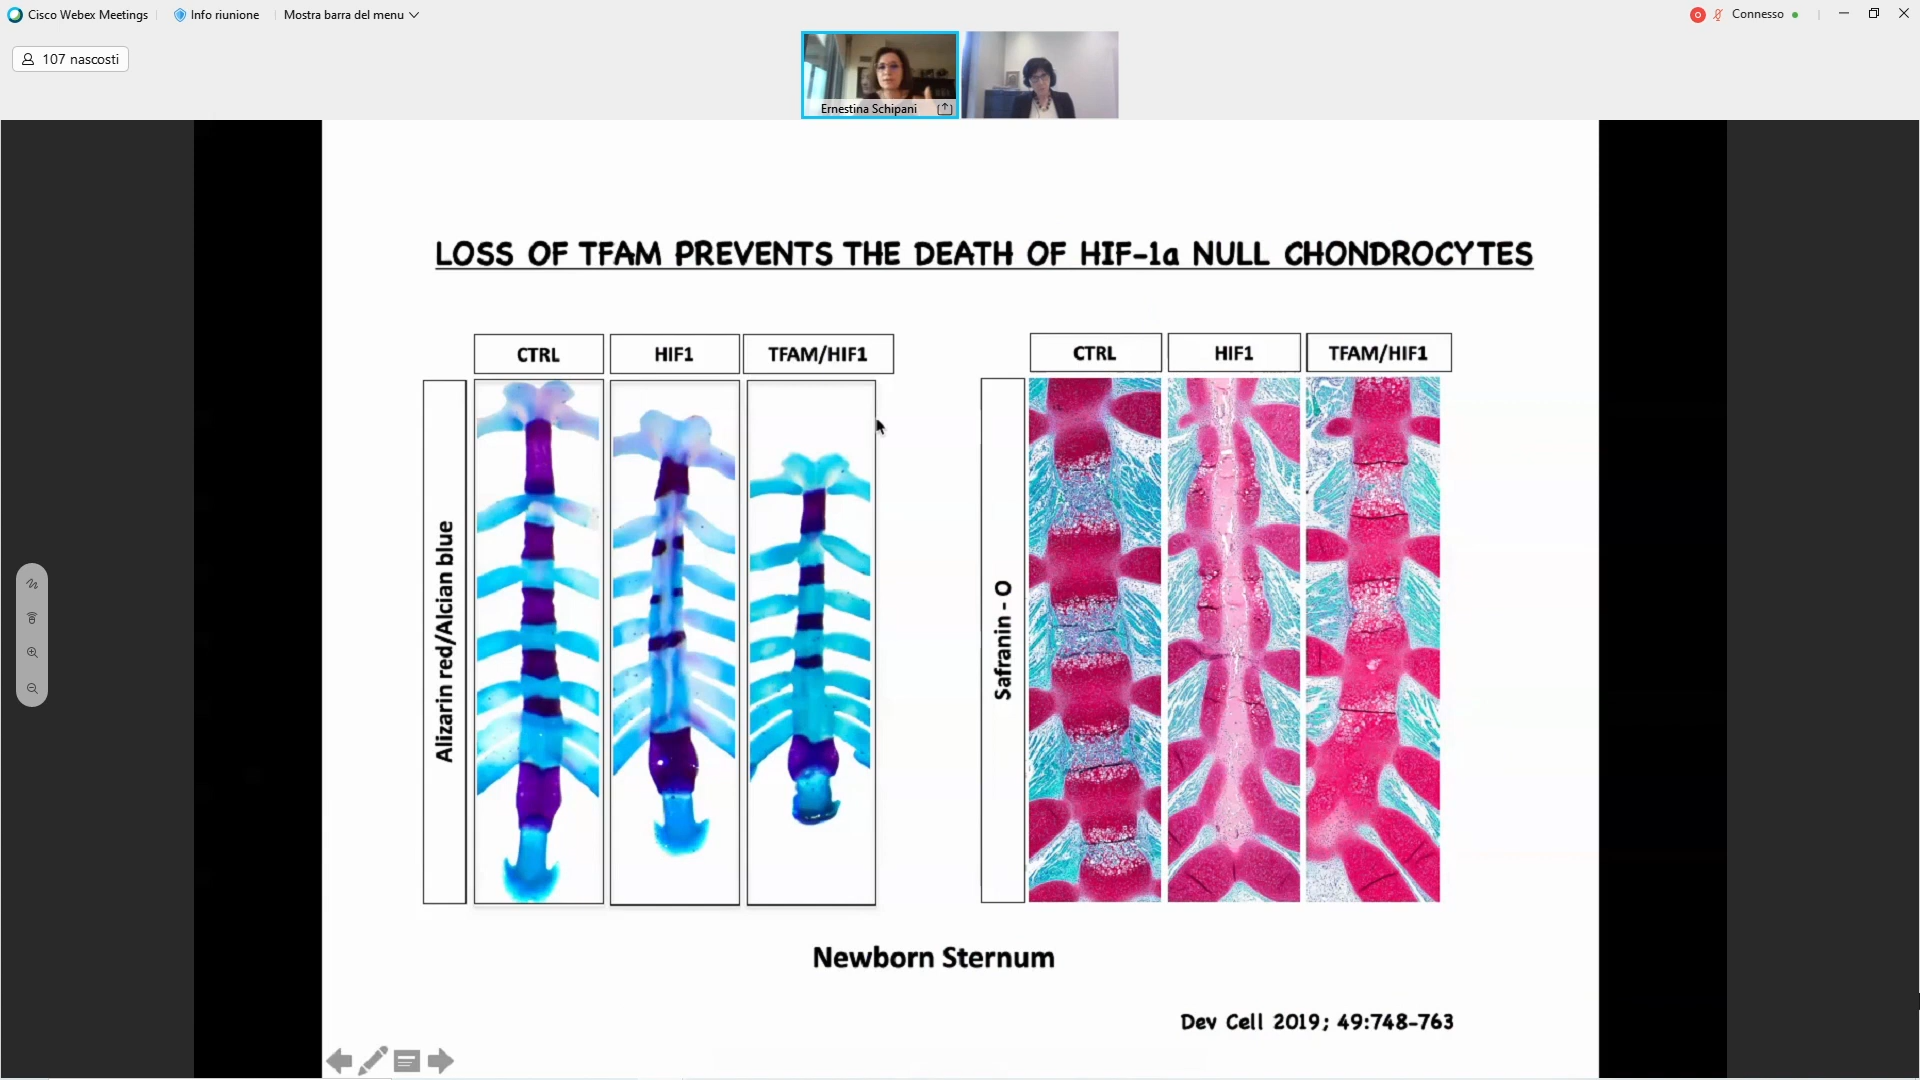 Cisco Webex Meetings
Info riunione
Mostra barra del menu
Connesso
107 nascosti
Ernestina Schipani
LOSS OF TFAM PREVENTS THE DEATH OF HIF-1a NULL CHONDROCYTES
CTRL
HIF1
TFAM/HIF1
Alizarin red/Alcian blue
CTRL
HIF1
TFAM/HIF1
Safranin - O
Newborn Sternum
Dev Cell 2019; 49:748-763